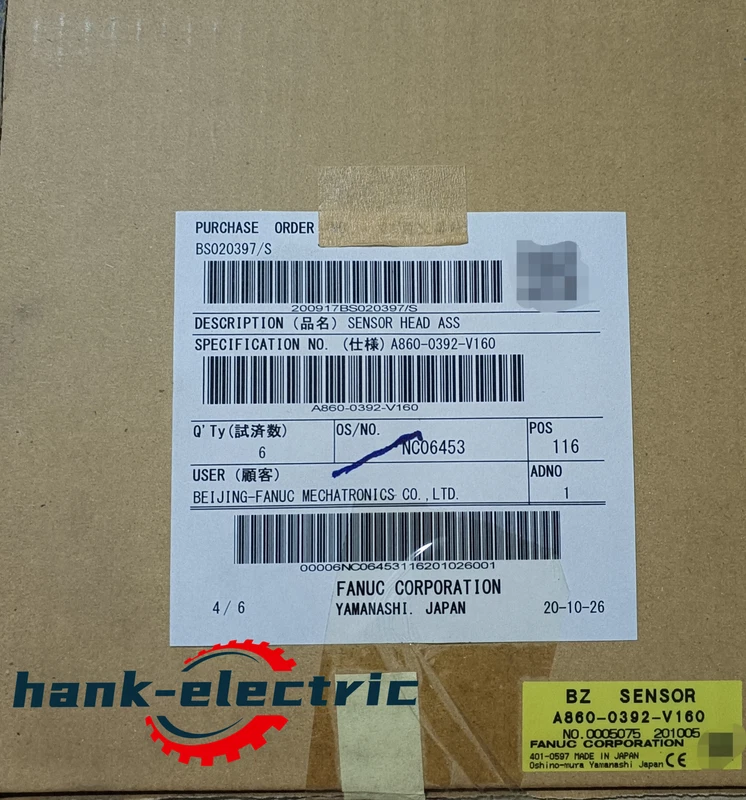 PURCHASE ORDER
BS020397/S
200917BS020397/S
DESCRIPTION (品名) SENSOR HEAD ASS
SPECIFICATION NO. (仕様) A860-0392-V160
A860-0392-V160
Q'Ty(試済数) OS/NO. POS
6 NC06453 116
USER (顧客) ADNO
BEIJING-FANUC MECHATRONICS CO.,LTD. 1
00006NC06453116201026001
FANUC CORPORATION
4/6 YAMANASHI. JAPAN 20-10-26
hank-electric
BZ SENSOR
A860-0392-V160
NO.0005075 201005
FANUC CORPORATION
401-0597 MADE IN JAPAN
Oshino-mura Yamanashi Japan CE